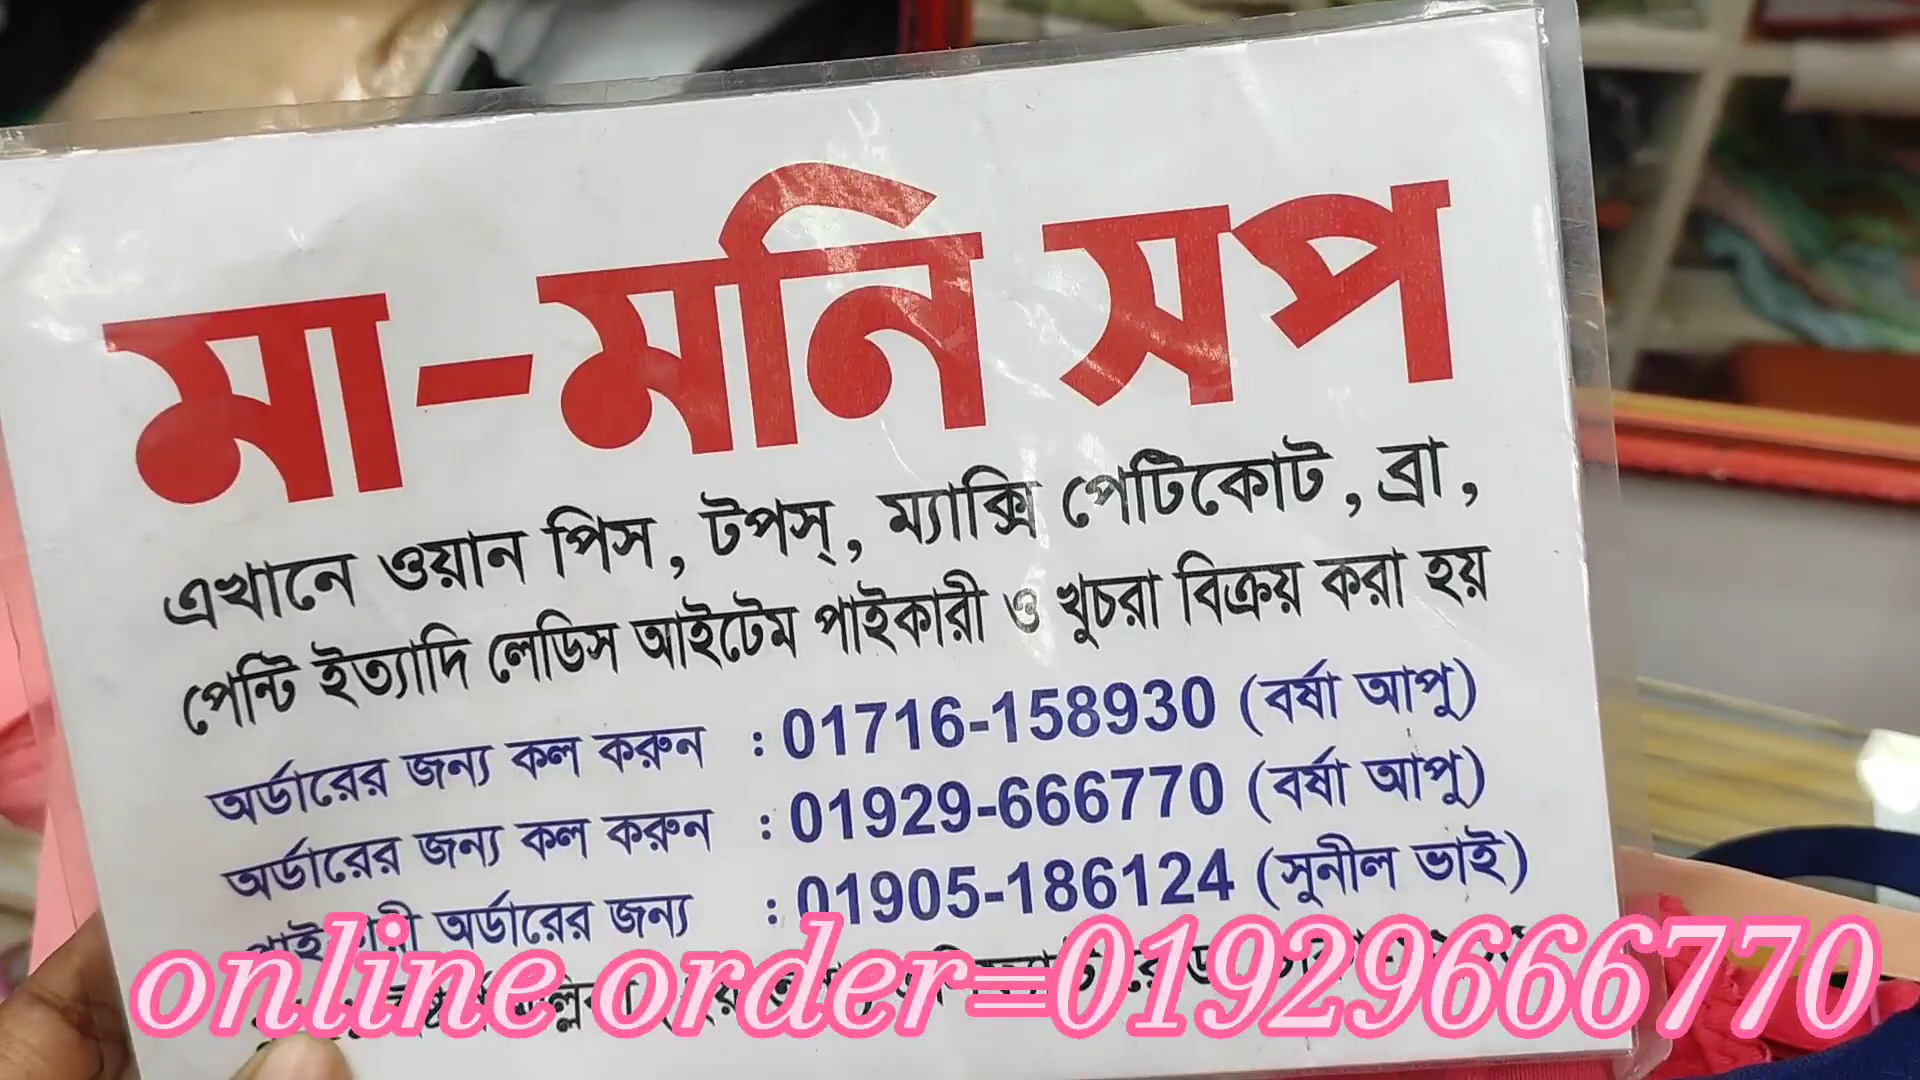 মা-মনি সপ
এখানে ওয়ান পিস, টপস্, ম্যাক্সি পেটিকোট, ব্রা,
পেন্টি ইত্যাদি লেডিস আইটেম পাইকারী ও খুচরা বিক্রয় করা হয়
অর্ডারের জন্য কল করুন : 01716-158930 (বর্ষা আপু)
অর্ডারের জন্য কল করুন : 01929-666770 (বর্ষা আপু)
পাইকারী অর্ডারের জন্য : 01905-186124 (সুনীল ভাই)
online order=01929666770